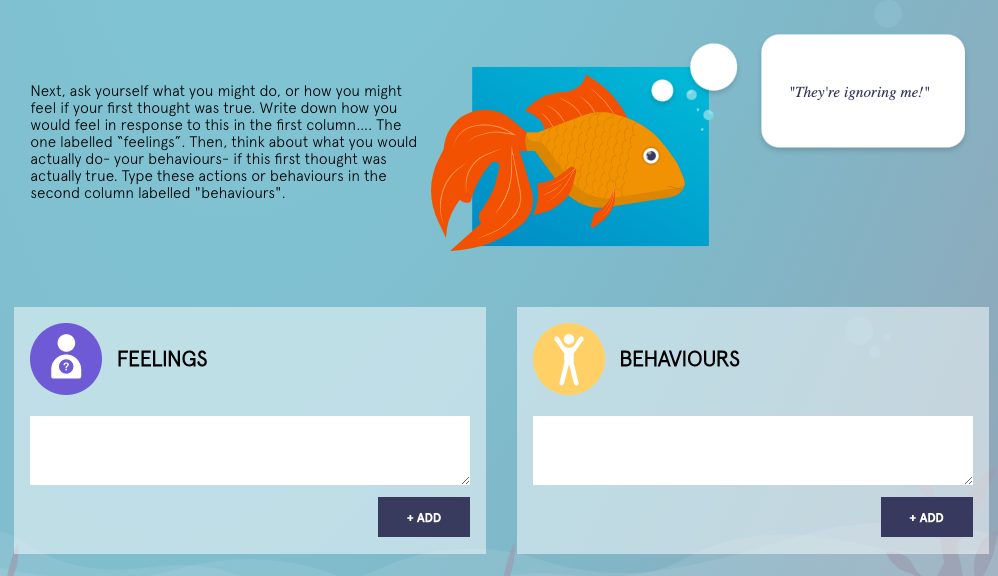 Next, ask yourself what you might do, or how you might
feel if your first thought was true. Write down how you
would feel in response to this in the first column.... The
one labelled “feelings”. Then, think about what you would
actually do- your behaviours- if this first thought was
actually true. Type these actions or behaviours in the
second column labelled "behaviours".
"They're ignoring me!"
FEELINGS
?
+ ADD
BEHAVIOURS
+ ADD